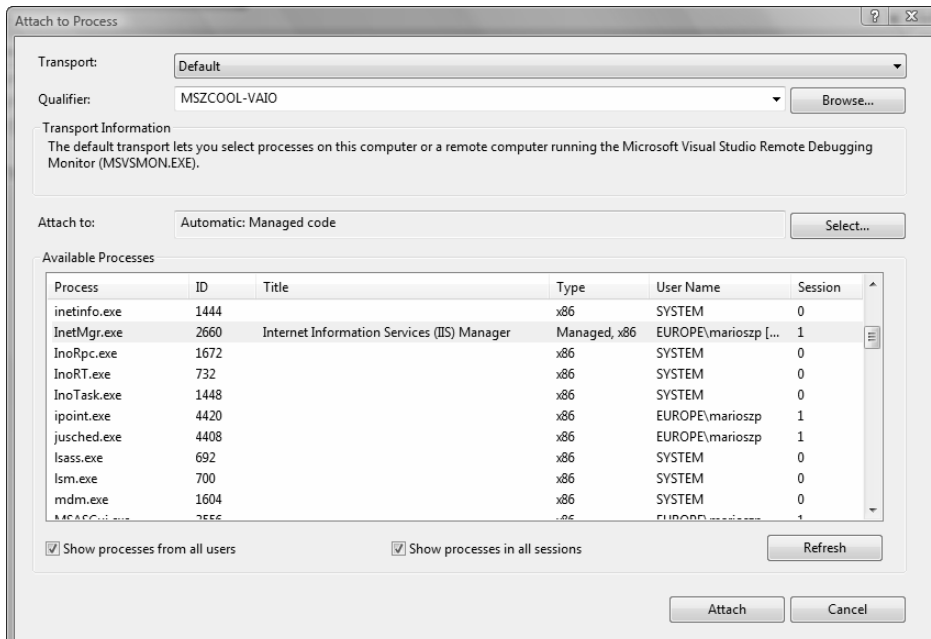 Attach to Process
Transport: Default
Qualifier: MSZCOOL-VAIO Browse...
Transport Information
The default transport lets you select processes on this computer or a remote computer running the Microsoft Visual Studio Remote Debugging
Monitor (MSVSMON.EXE).
Attach to: Automatic: Managed code Select...
Available Processes
Process ID Title Type User Name Session
inetinfo.exe 1444 x86 SYSTEM 0
InetMgr.exe 2660 Internet Information Services (IIS) Manager Managed, x86 EUROPE\marioszp [... 1
InoRpc.exe 1672 x86 SYSTEM 0
InoRT.exe 732 x86 SYSTEM 0
InoTask.exe 1448 x86 SYSTEM 0
ipoint.exe 4420 x86 EUROPE\marioszp 1
jusched.exe 4408 x86 EUROPE\marioszp 1
lsass.exe 692 x86 SYSTEM 0
lsm.exe 700 x86 SYSTEM 0
mdm.exe 1604 x86 SYSTEM 0
x86 EUROPE\marioszp 1
Show processes from all users Show processes in all sessions Refresh
Attach Cancel